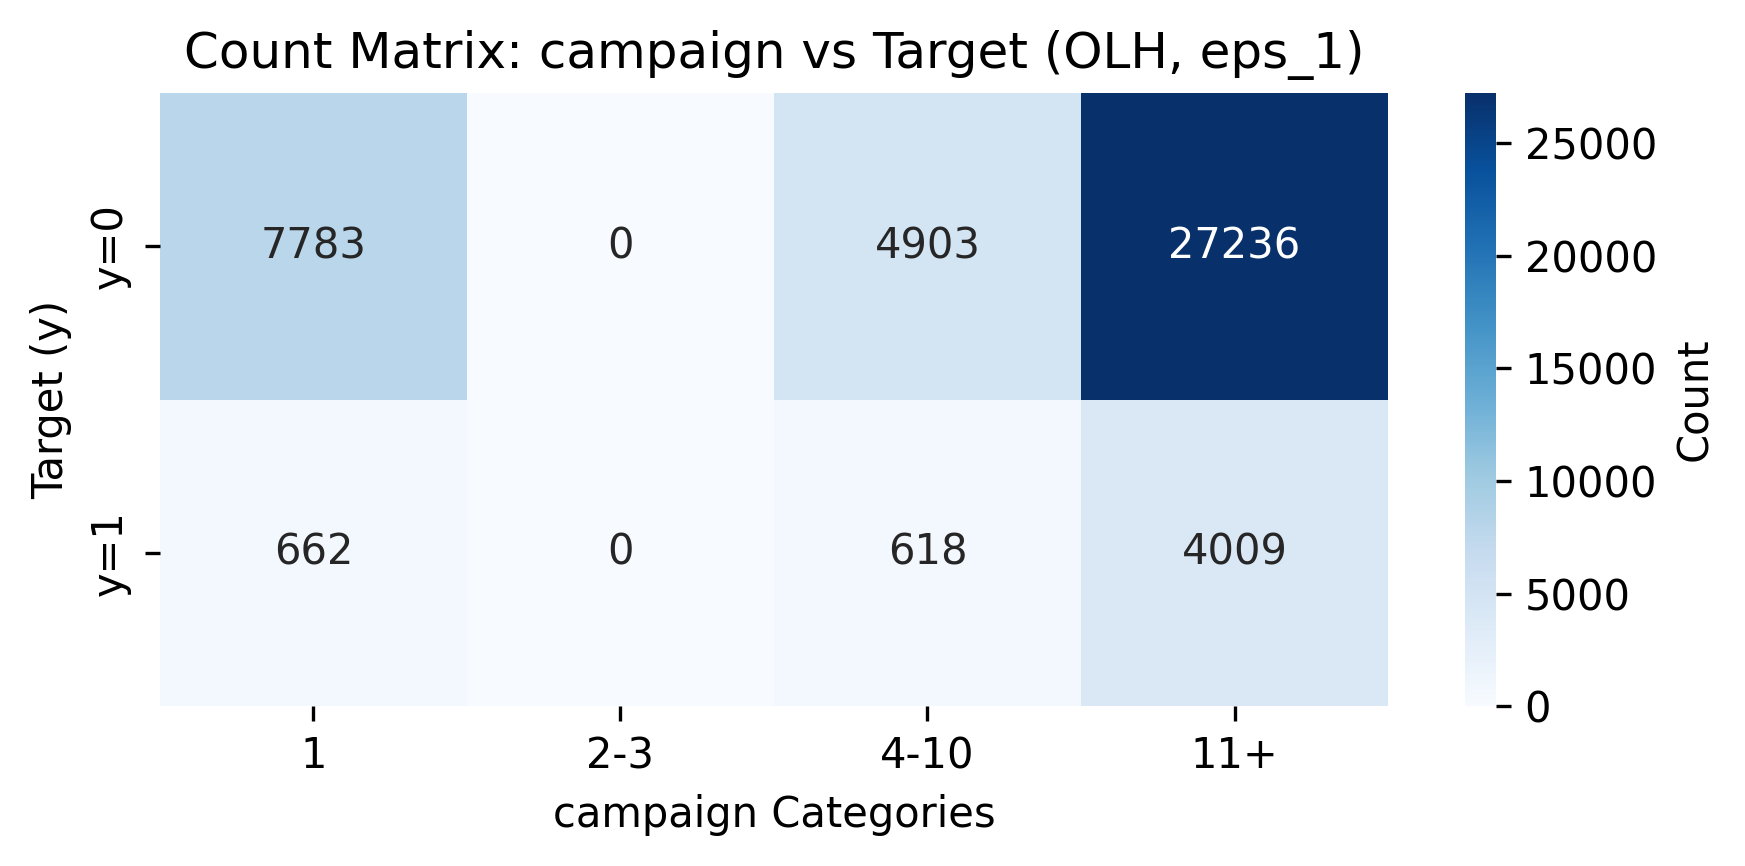 Count Matrix: campaign vs Target (OLH, eps_1)
Target (y)
y=0
7783 0 4903 27236
y=1
662 0 618 4009
1 2-3 4-10 11+
campaign Categories
25000
20000
15000
10000
5000
0
Count